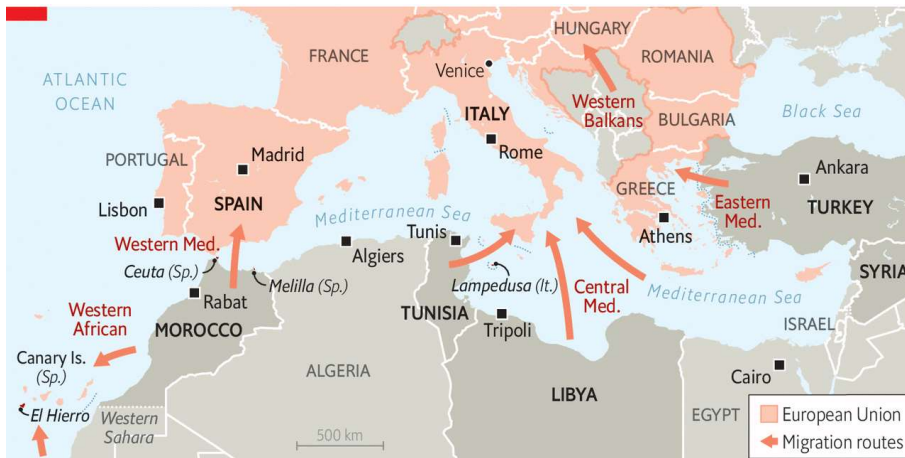 HUNGARY
FRANCE
ROMANIA
Venice
ATLANTIC
OCEAN
Western
Balkans
Black Sea
ITALY
BULGARIA
PORTUGAL
Madrid
Rome
Ankara
GREECE
Lisbon
SPAIN
Eastern
Med.
TURKEY
Mediterranean Sea
Athens
Western Med.
Tunis
Ceuta (Sp.)
Algiers
SYRIA
Melilla (Sp.)
Lampedusa (It.)
Central
Med.
Mediterranean Sea
Rabat
Western
African
MOROCCO
TUNISIA
Tripoli
ISRAEL
Canary Is.
(Sp.)
ALGERIA
Cairo
El Hierro
LIBYA
Western
Sahara
EGYPT
500 km
European Union
Migration routes